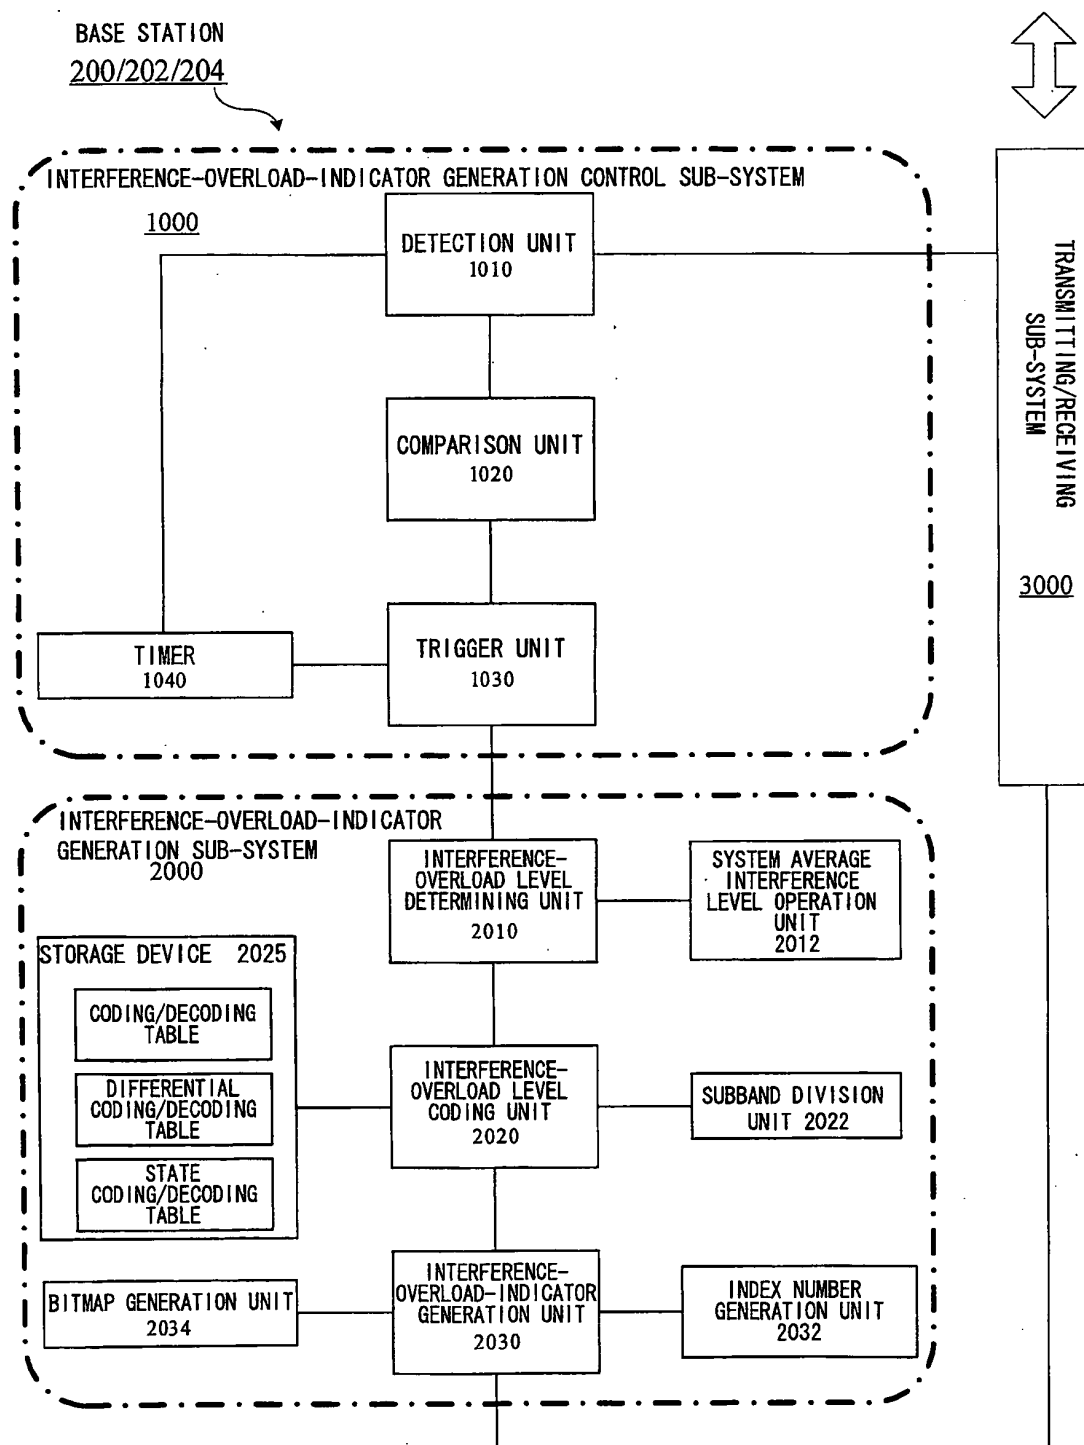 BASE STATION
200/202/204
INTERFERENCE-OVERLOAD-INDICATOR GENERATION CONTROL SUB-SYSTEM
1000
DETECTION UNIT
1010
COMPARISON UNIT
1020
TRIGGER UNIT
1030
TIMER
1040
TRANSMITTING/RECEIVING
SUB-SYSTEM
3000
INTERFERENCE-OVERLOAD-INDICATOR
GENERATION SUB-SYSTEM
2000
INTERFERENCE-
OVERLOAD LEVEL
DETERMINING UNIT
2010
SYSTEM AVERAGE
INTERFERENCE
LEVEL OPERATION
UNIT
2012
STORAGE DEVICE 2025
CODING/DECODING
TABLE
DIFFERENTIAL
CODING/DECODING
TABLE
STATE
CODING/DECODING
TABLE
INTERFERENCE-
OVERLOAD LEVEL
CODING UNIT
2020
SUBBAND DIVISION
UNIT 2022
BITMAP GENERATION UNIT
2034
INTERFERENCE-
OVERLOAD-INDICATOR
GENERATION UNIT
2030
INDEX NUMBER
GENERATION UNIT
2032